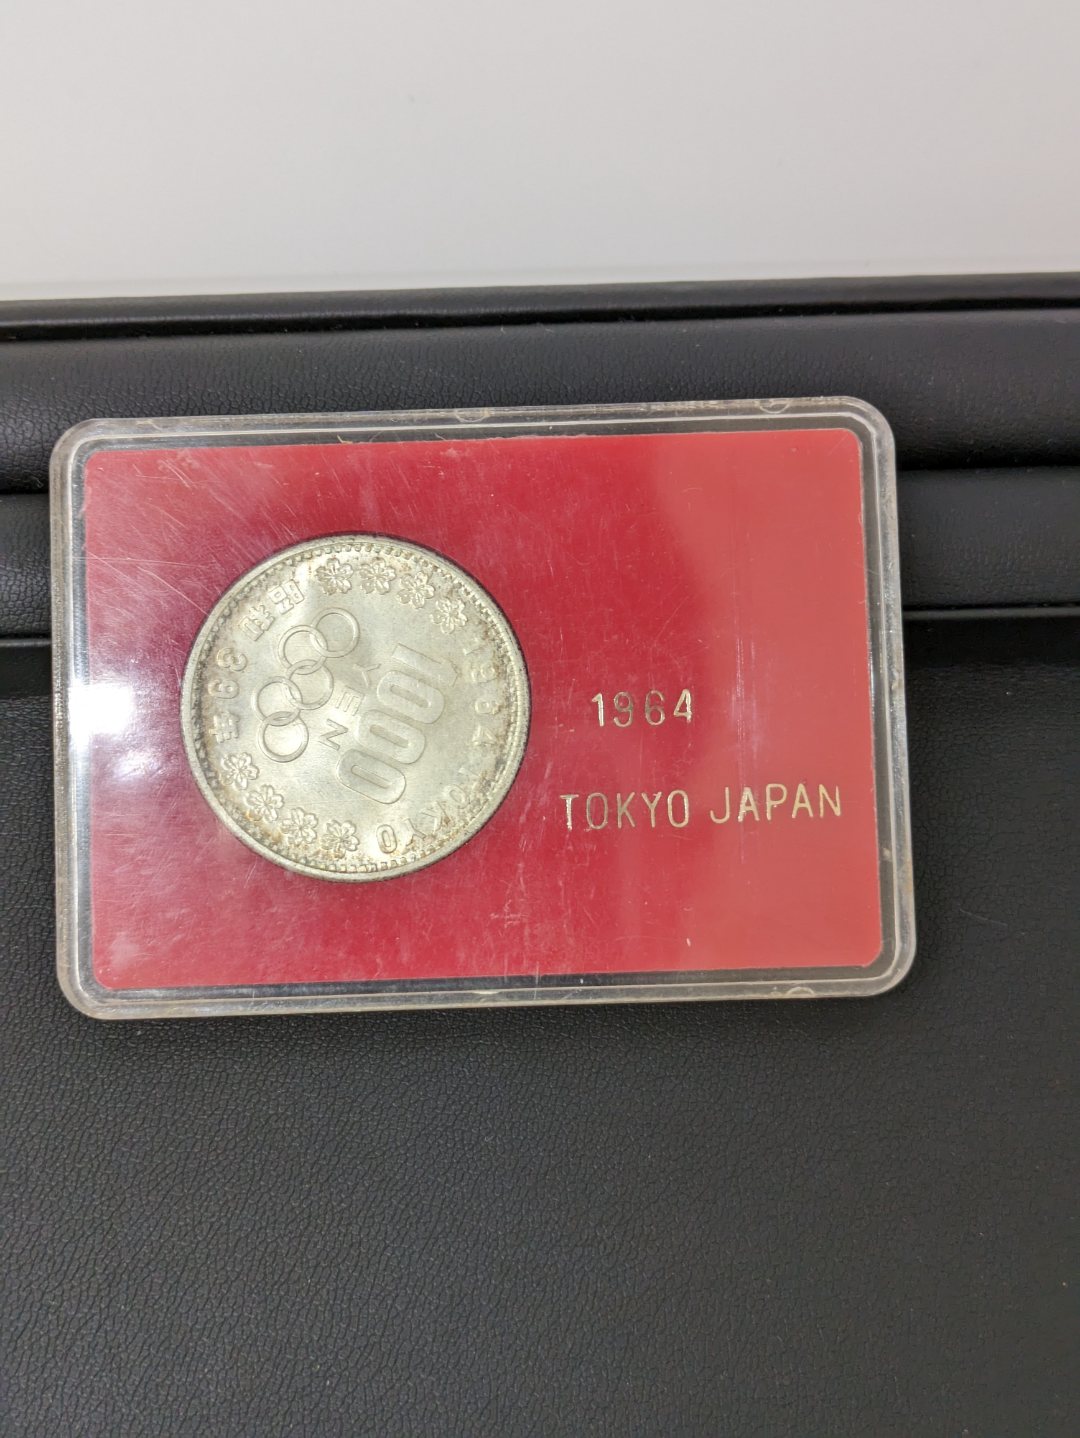 昭和39年
1000
YEN
1964 TOKYO
1964
TOKYO JAPAN